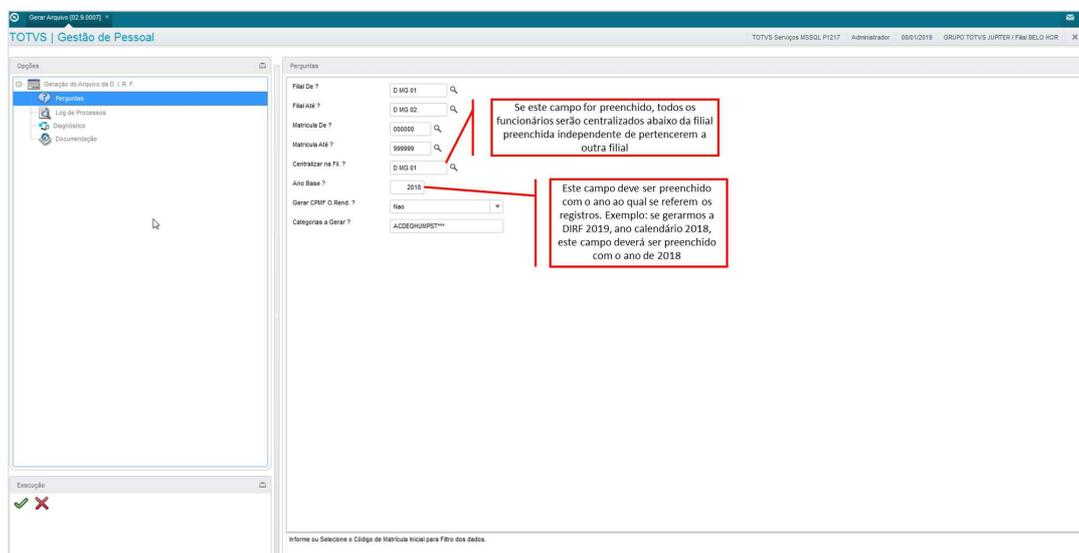 Gerar Arquivo [02.9.0007] ×
TOTVS | Gestão de Pessoal
TOTVS Serviços MSSQL P1217 Administrador 08/01/2019 GRUPO TOTVS JUPITER / Filial BELO HOR X
Opções
Geração do Arquivo da D. I. R. F.
Perguntas
Log de Processos
Diagnóstico
Documentação
Execução
Perguntas
Filial De ? D MG 01
Filial Até ? D MG 02
Matricula De ? 000000
Matricula Até ? 999999
Centralizar na Fil. ? D MG 01
Ano Base ? 2018
Gerar CPMF O.Rend. ? Nao
Categorias a Gerar ? ACDEGHUMPST***
Se este campo for preenchido, todos os
funcionários serão centralizados abaixo da filial
preenchida independente de pertencerem a
outra filial
Este campo deve ser preenchido
com o ano ao qual se referem os
registros. Exemplo: se gerarmos a
DIRF 2019, ano calendário 2018,
este campo deverá ser preenchido
com o ano de 2018
Informe ou Selecione o Código de Matrícula Inicial para Filtro dos dados.